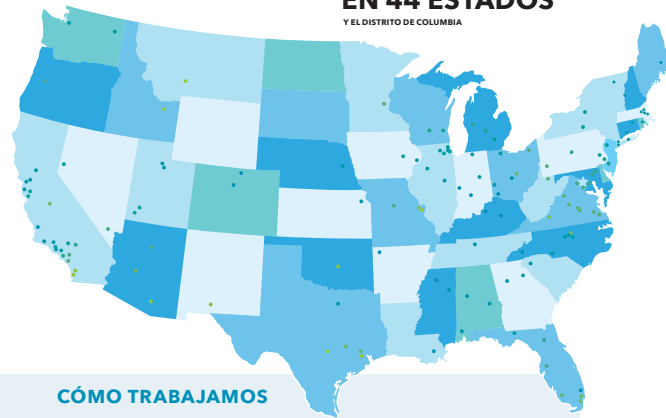 EN 44 ESTADOS
Y EL DISTRITO DE COLUMBIA
CÓMO TRABAJAMOS